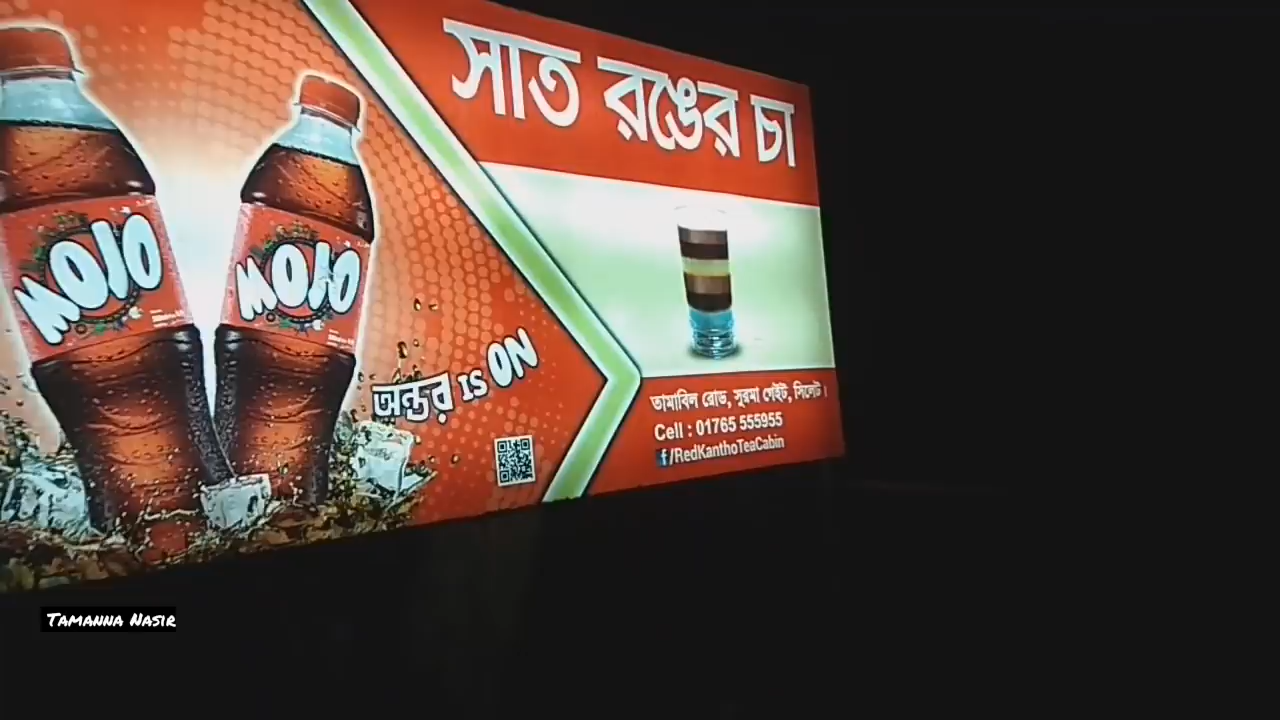 সাত রঙের চা
MOJO
MOJO
অন্তর IS ON
তামাবিল রোড, সুরমা গেইট, সিলেট।
Cell : 01765 555955
f/RedKanthoTeaCabin
Tamanna Nasir